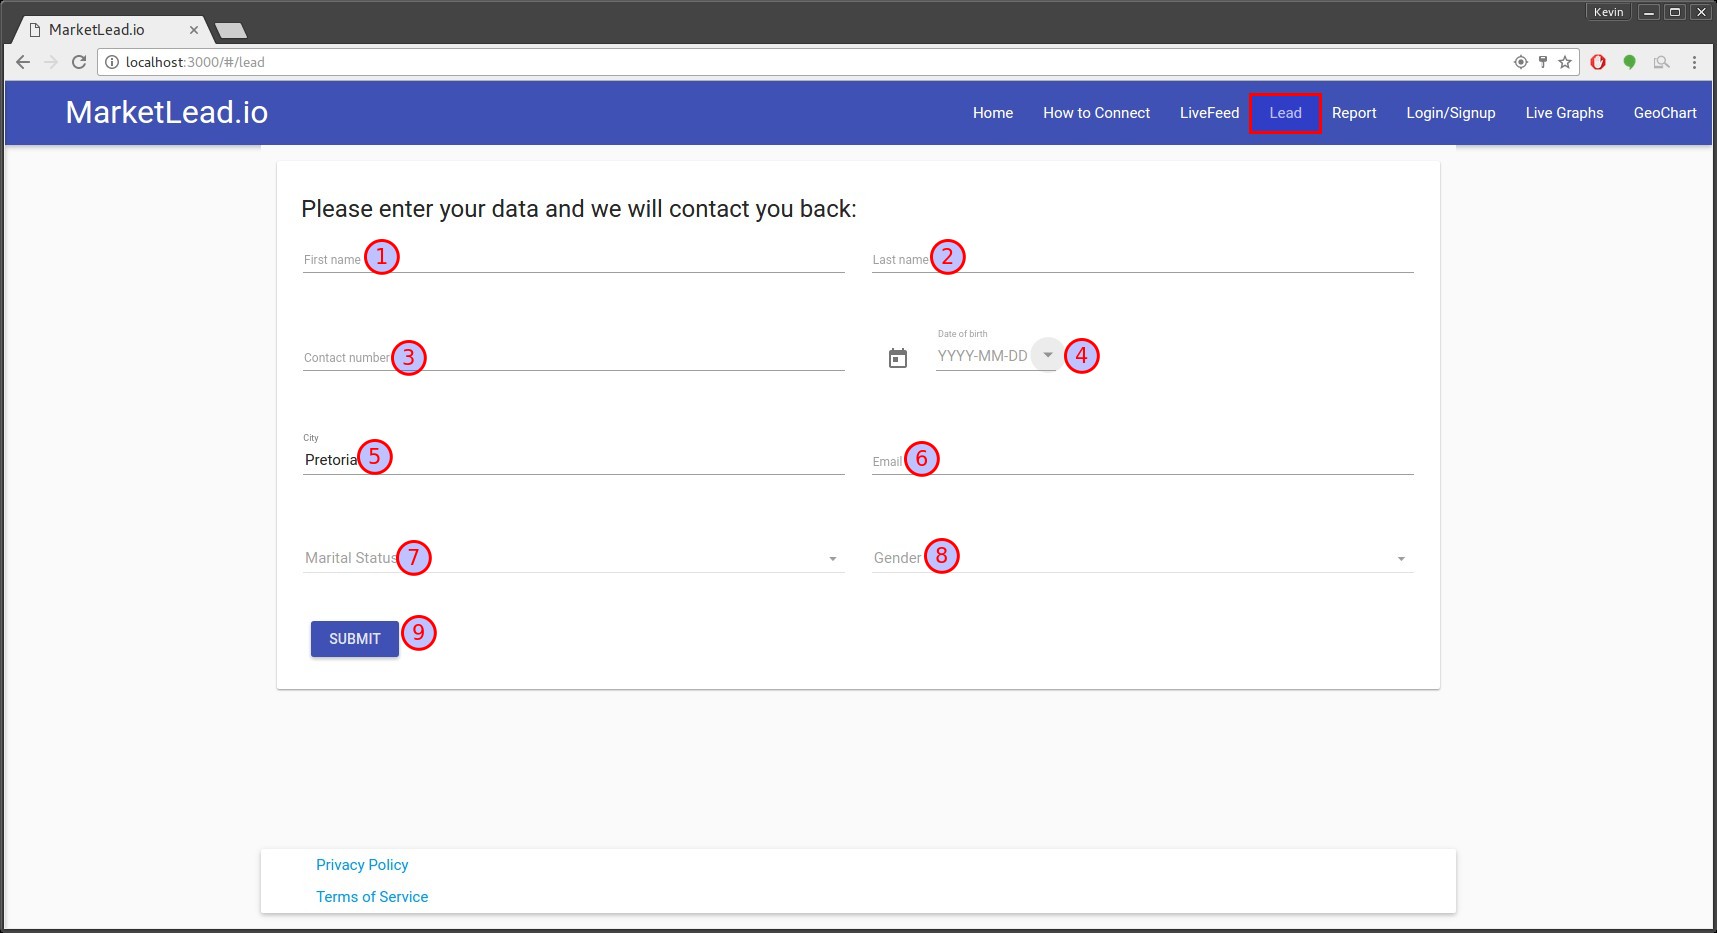 MarketLead.io
Kevin
localhost:3000/#/lead
MarketLead.io Home How to Connect LiveFeed Lead Report Login/Signup Live Graphs GeoChart
Please enter your data and we will contact you back:
First name 1 Last name 2
Date of birth
Contact number 3 YYYY-MM-DD 4
City
Pretoria 5 Email 6
Marital Status 7 Gender 8
SUBMIT 9
Privacy Policy
Terms of Service